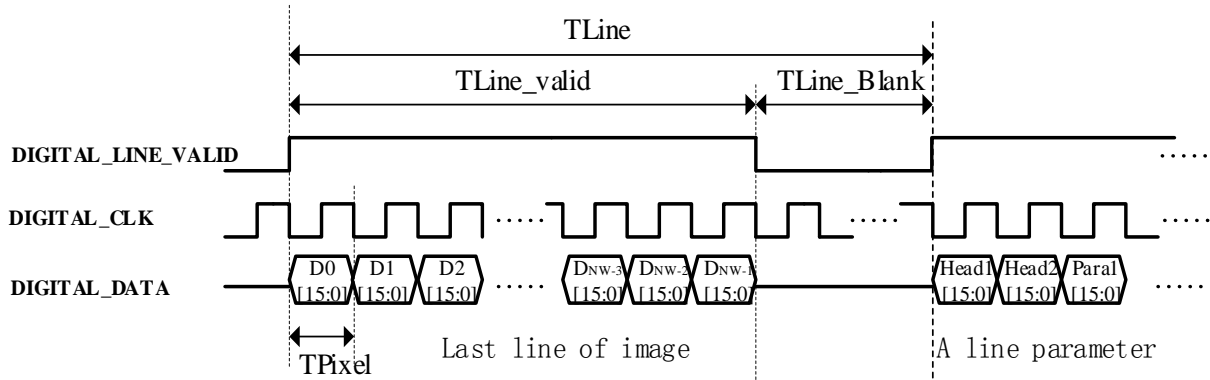 TLine
TLine_valid TLine_Blank
DIGITAL_LINE_VALID .....
DIGITAL_CLK ..... ..... .....
D0 D1 D2 DNW-3 DNW-2 DNW-1 Head1 Head2 Para1
DIGITAL_DATA [15:0] [15:0] [15:0] ..... [15:0] [15:0] [15:0] [15:0] [15:0] [15:0] .....
TPixel Last line of image A line parameter